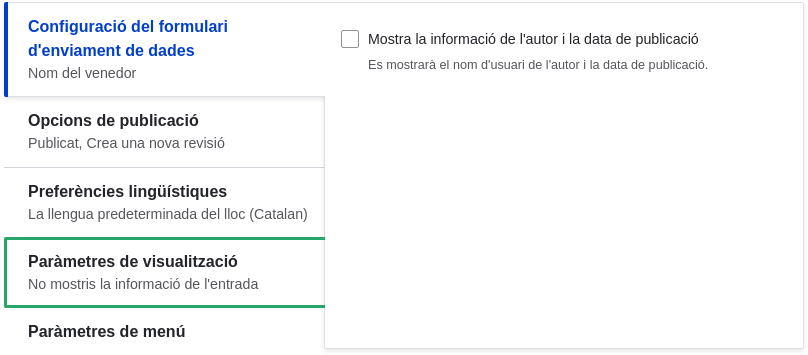 Configuració del formulari
d'enviament de dades
Nom del venedor
Opcions de publicació
Publicat, Crea una nova revisió
Preferències lingüístiques
La llengua predeterminada del lloc (Catalan)
Paràmetres de visualització
No mostris la informació de l'entrada
Paràmetres de menú
Mostra la informació de l'autor i la data de publicació
Es mostrarà el nom d'usuari de l'autor i la data de publicació.